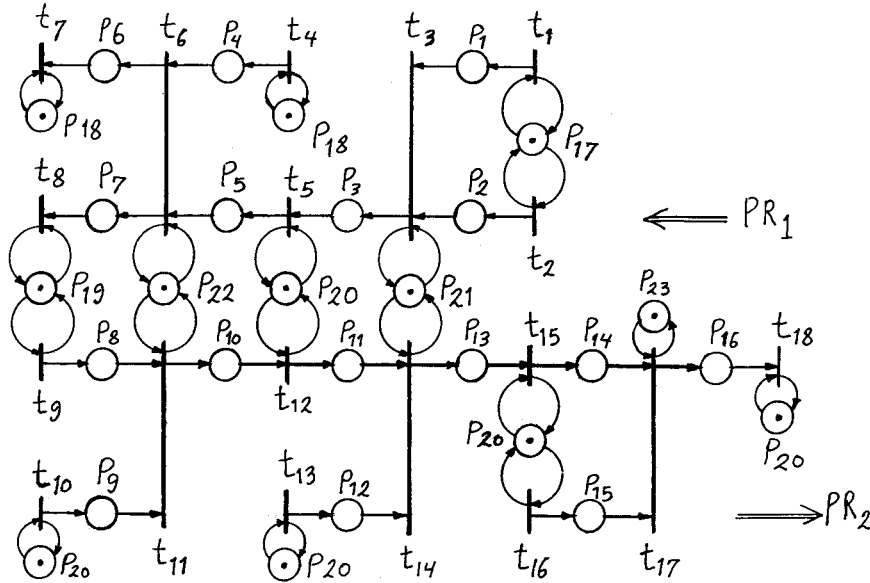 t7 P6 t6 P4 t4 t3 P1 t1
P18 P18 P17
t8 P7 P5 t5 P3 P2 t2
PR1
P19 P22 P20 P21 P23
P8 P10 P11 P13 t15 P14 P16 t18
t9 t12
P20 P20
t10 P9 t13 P12 P15
PR2
P20 t11 P20 t14 t16 t17